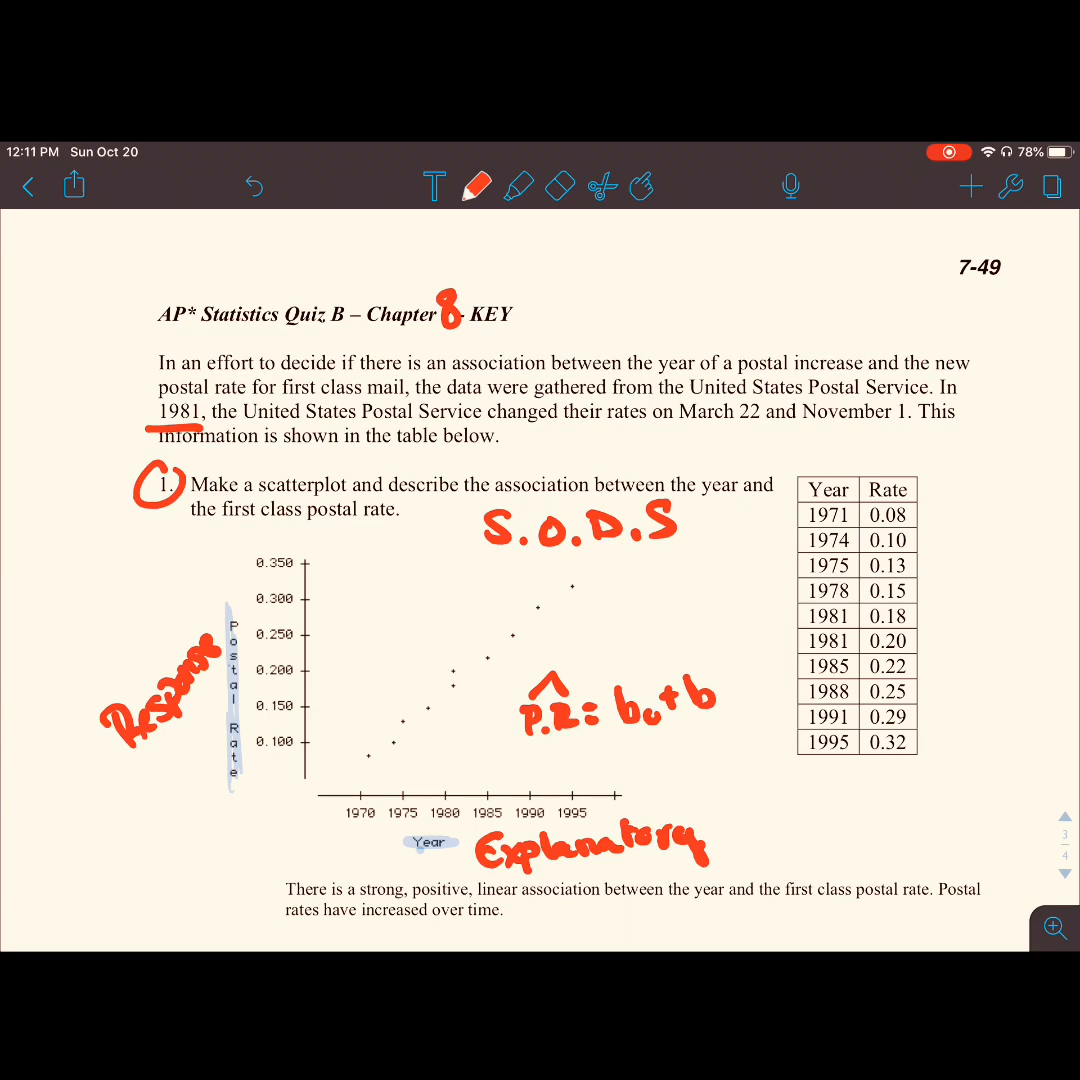 12:11 PM Sun Oct 20
78%
T
7-49
AP* Statistics Quiz B – Chapter 8 - KEY
In an effort to decide if there is an association between the year of a postal increase and the new
postal rate for first class mail, the data were gathered from the United States Postal Service. In
1981, the United States Postal Service changed their rates on March 22 and November 1. This
information is shown in the table below.
1. Make a scatterplot and describe the association between the year and
the first class postal rate.
S.O.D.S
Year Rate
1971 0.08
1974 0.10
1975 0.13
1978 0.15
1981 0.18
1981 0.20
1985 0.22
1988 0.25
1991 0.29
1995 0.32
0.350
0.300
0.250
0.200
0.150
0.100
Postal Rate
Response
P.R = b₀ + b
1970 1975 1980 1985 1990 1995
Year
Explanatory
There is a strong, positive, linear association between the year and the first class postal rate. Postal
rates have increased over time.
3
4